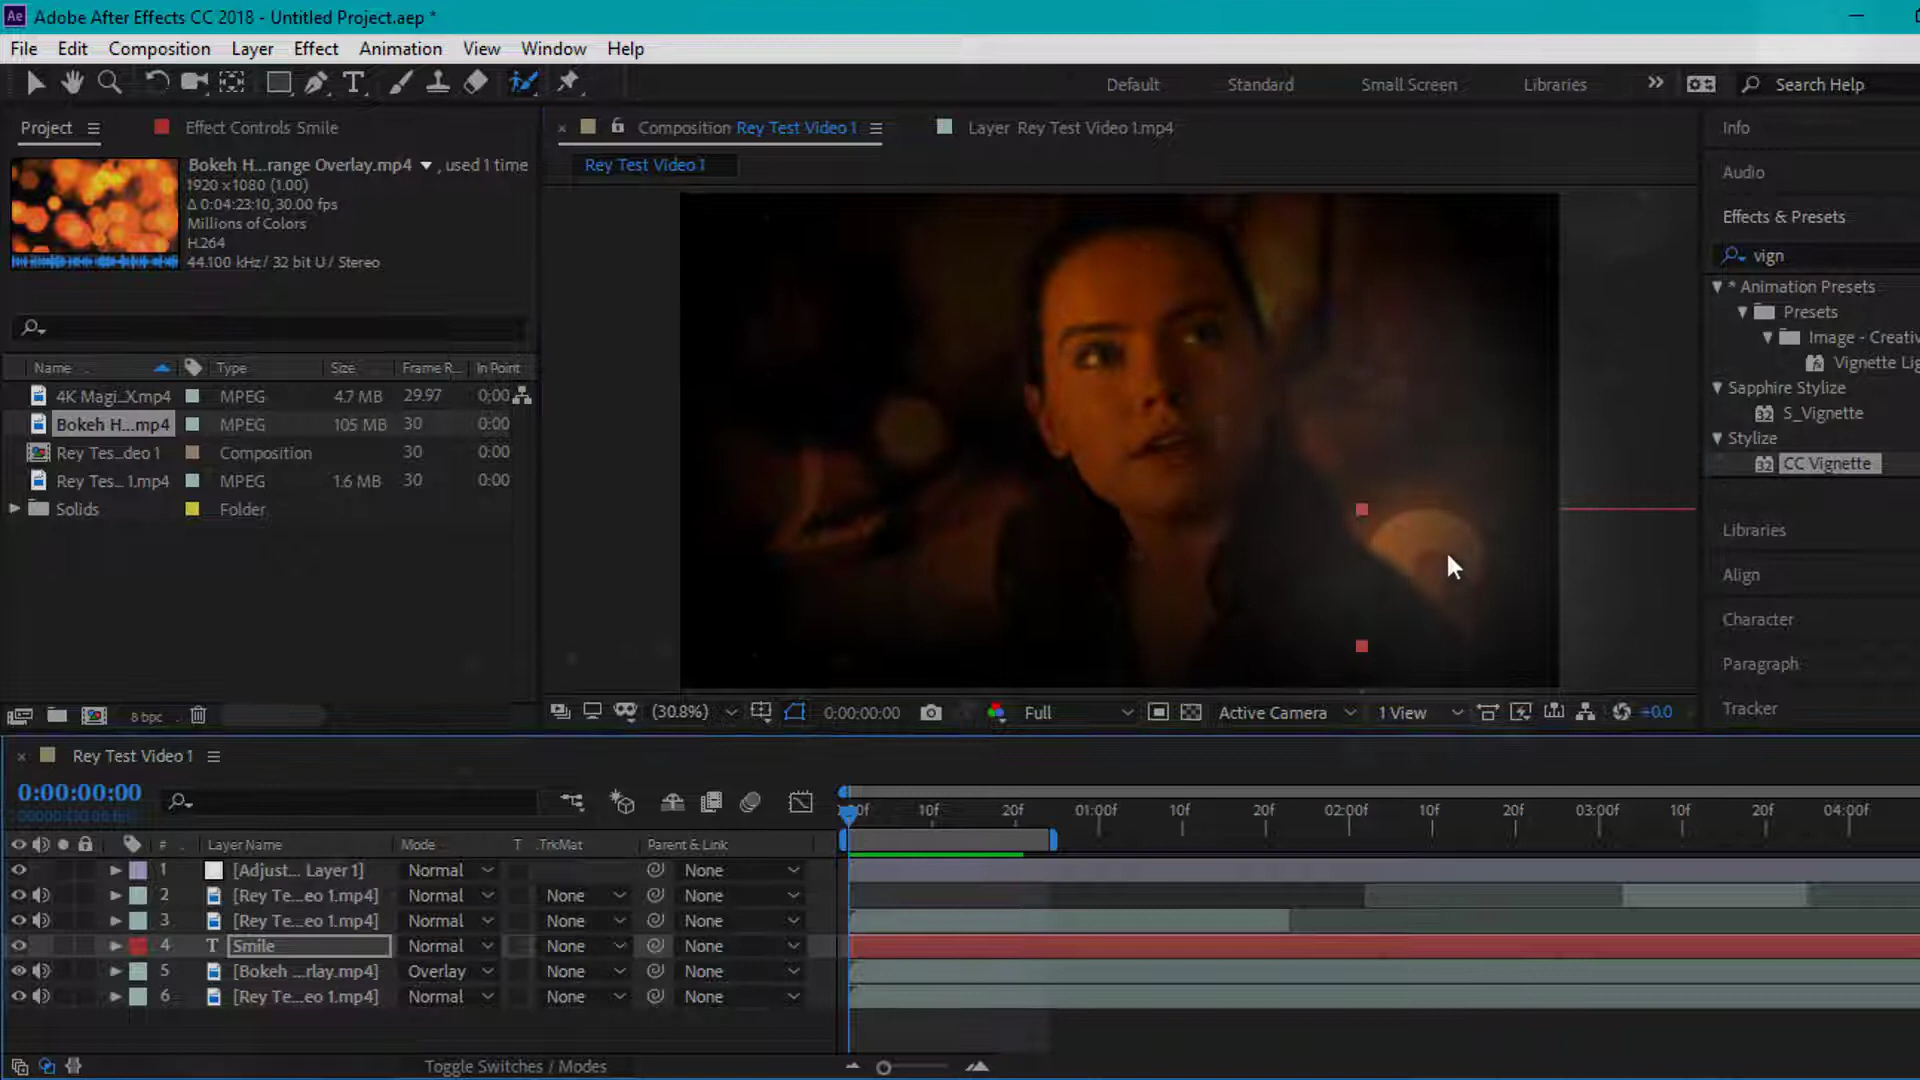 Adobe After Effects CC 2018 - Untitled Project.aep *
File Edit Composition Layer Effect Animation View Window Help
Default Standard Small Screen Libraries Search Help
Project Effect Controls Smile
Composition Rey Test Video 1 Layer Rey Test Video 1.mp4
Rey Test Video 1
Bokeh H...range Overlay.mp4 , used 1 time
1920 x1080 (1.00)
Δ 0:04:23:10, 30.00 fps
Millions of Colors
H.264
44.100 kHz / 32 bit U / Stereo
Name Type Size Frame R... In Point
4K Magi...X.mp4 MPEG 4.7 MB 29.97 0;00
Bokeh H...mp4 MPEG 105 MB 30 0:00
Rey Tes...deo 1 Composition 30 0:00
Rey Tes... 1.mp4 MPEG 1.6 MB 30 0:00
Solids Folder
8 bpc
(30.8%) 0:00:00:00 Full Active Camera 1 View +0.0
Info
Audio
Effects & Presets
vign
* Animation Presets
Presets
Image - Creativ
Vignette Lig
Sapphire Stylize
S_Vignette
Stylize
CC Vignette
Libraries
Align
Character
Paragraph
Tracker
Rey Test Video 1
0:00:00:00
00f 10f 20f 01:00f 10f 20f 02:00f 10f 20f 03:00f 10f 20f 04:00f
# Layer Name Mode T .TrkMat Parent & Link
1 [Adjust... Layer 1] Normal None
2 [Rey Te...eo 1.mp4] Normal None None
3 [Rey Te...eo 1.mp4] Normal None None
4 T Smile Normal None None
5 [Bokeh ...rlay.mp4] Overlay None None
6 [Rey Te...eo 1.mp4] Normal None None
Toggle Switches / Modes